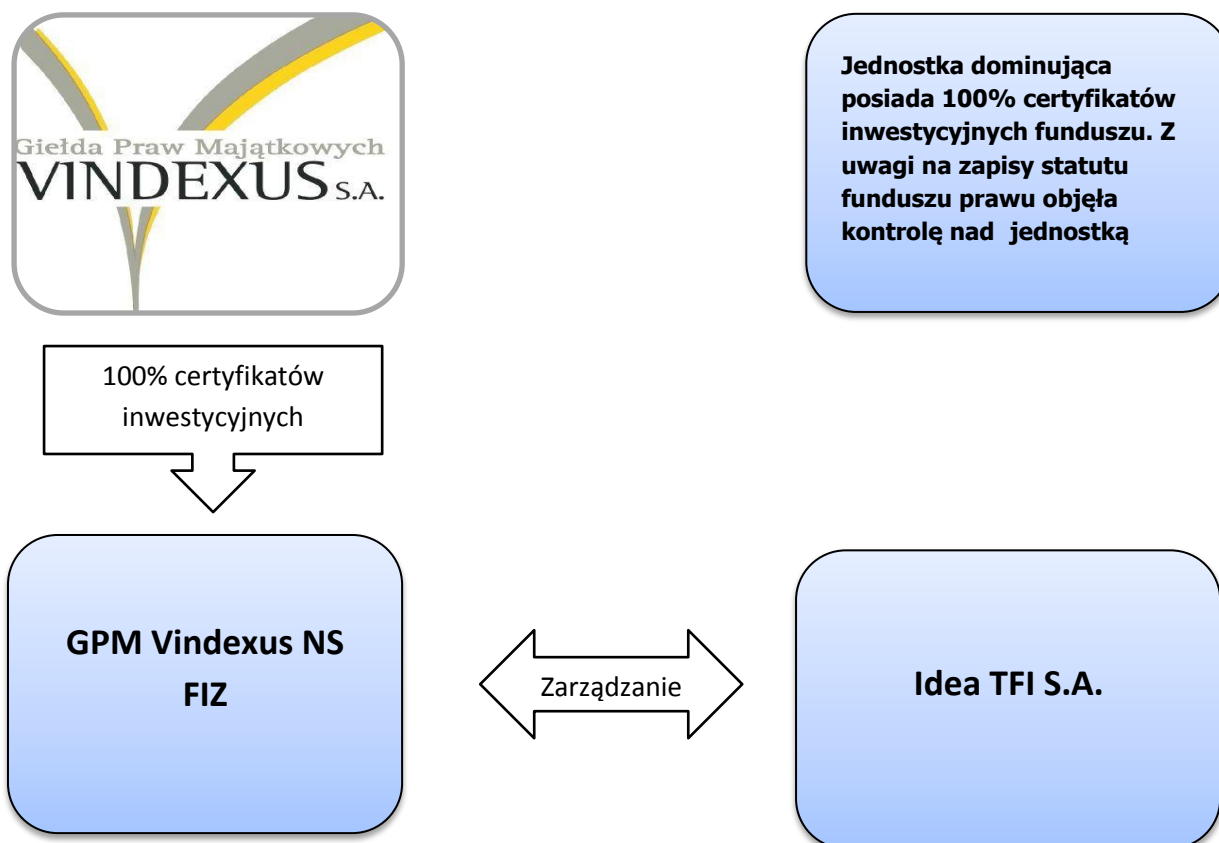 Giełda Praw Majątkowych
VINDEXUS S.A.
Jednostka dominująca
posiada 100% certyfikatów
inwestycyjnych funduszu. Z
uwagi na zapisy statutu
funduszu prawu objęła
kontrolę nad jednostką
100% certyfikatów
inwestycyjnych
GPM Vindexus NS
FIZ
Zarządzanie
Idea TFI S.A.